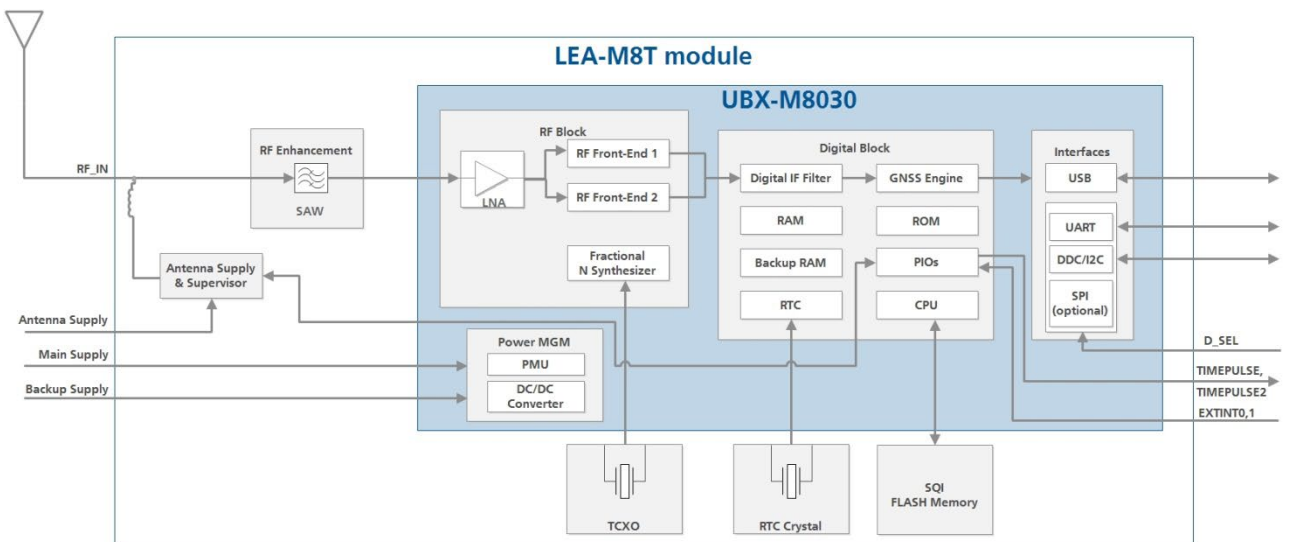 LEA-M8T module
UBX-M8030
RF_IN
RF Enhancement
SAW
RF Block
LNA
RF Front-End 1
RF Front-End 2
Fractional
N Synthesizer
Digital Block
Digital IF Filter
GNSS Engine
RAM
ROM
Backup RAM
PIOs
RTC
CPU
Interfaces
USB
UART
DDC/I2C
SPI
(optional)
Antenna Supply
& Supervisor
Antenna Supply
Main Supply
Backup Supply
Power MGM
PMU
DC/DC
Converter
D_SEL
TIMEPULSE,
TIMEPULSE2
EXTINT0,1
TCXO
RTC Crystal
SQI
FLASH Memory